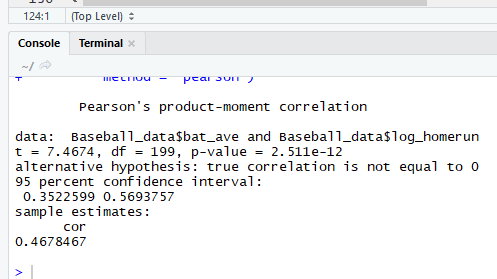 124:1 (Top Level)
Console Terminal
~/
+ method = "pearson")
Pearson's product-moment correlation
data: Baseball_data$bat_ave and Baseball_data$log_homerun
t = 7.4674, df = 199, p-value = 2.511e-12
alternative hypothesis: true correlation is not equal to 0
95 percent confidence interval:
0.3522599 0.5693757
sample estimates:
cor
0.4678467
>